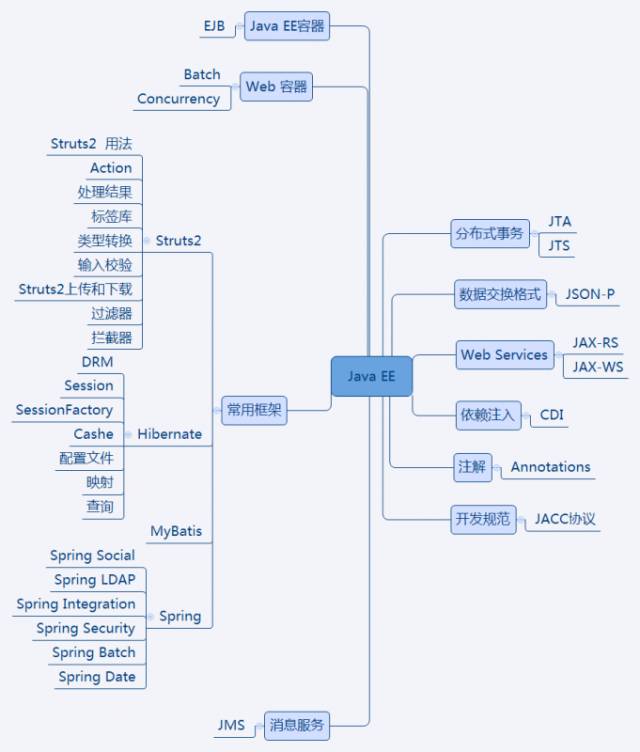 Java EE
Java EE容器
EJB
Web 容器
Batch
Concurrency
常用框架
Struts2
Struts2 用法
Action
处理结果
标签库
类型转换
输入校验
Struts2上传和下载
过滤器
拦截器
Hibernate
DRM
Session
SessionFactory
Cashe
配置文件
映射
查询
MyBatis
Spring
Spring Social
Spring LDAP
Spring Integration
Spring Security
Spring Batch
Spring Date
消息服务
JMS
分布式事务
JTA
JTS
数据交换格式
JSON-P
Web Services
JAX-RS
JAX-WS
依赖注入
CDI
注解
Annotations
开发规范
JACC协议